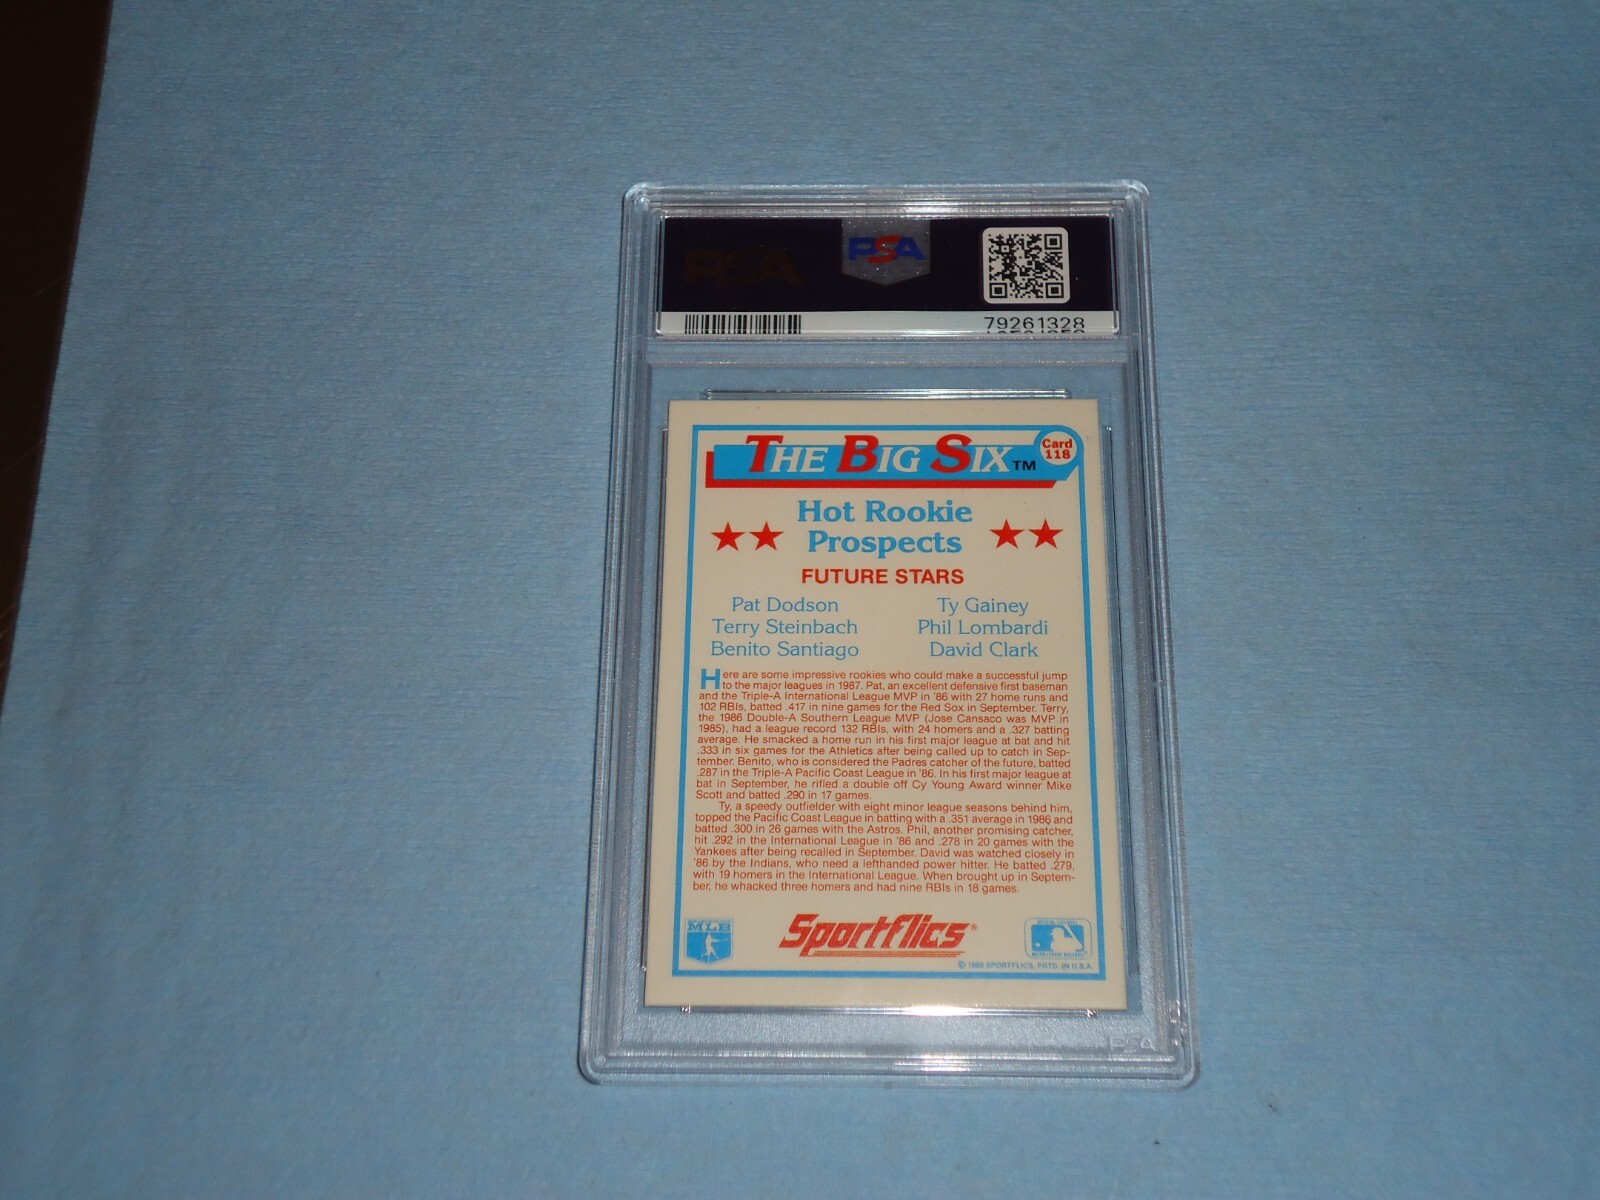 PSA
PSA
79261328
THE BIG SIX TM
Card
118
Hot Rookie
Prospects
FUTURE STARS
Pat Dodson
Ty Gainey
Terry Steinbach
Phil Lombardi
Benito Santiago
David Clark
Here are some impressive rookies who could make a successful jump
to the major leagues in 1987. Pat, an excellent defensive first baseman
and the Triple-A International League MVP in '86 with 27 home runs and
102 RBIs, batted .417 in nine games for the Red Sox in September. Terry,
the 1986 Double-A Southern League MVP (Jose Cansaco was MVP in
1985), had a league record 132 RBIs, with 24 homers and a .327 batting
average. He smacked a home run in his first major league at bat and hit
.333 in six games for the Athletics after being called up to catch in Sep-
tember. Benito, who is considered the Padres catcher of the future, batted
.287 in the Triple-A Pacific Coast League in '86. In his first major league at
bat in September, he rifled a double off Cy Young Award winner Mike
Scott and batted .290 in 17 games.
Ty, a speedy outfielder with eight minor league seasons behind him,
topped the Pacific Coast League in batting with a .351 average in 1986 and
batted .300 in 26 games with the Astros. Phil, another promising catcher,
hit .292 in the International League in '86 and .278 in 20 games with the
Yankees after being recalled in September. David was watched closely in
'86 by the Indians, who need a lefthanded power hitter. He batted .279,
with 19 homers in the International League. When brought up in Septem-
ber, he whacked three homers and had nine RBIs in 18 games.
MLB
Sportflics®
© 1986 SPORTFLICS, PRTD. IN U.S.A.
PSA